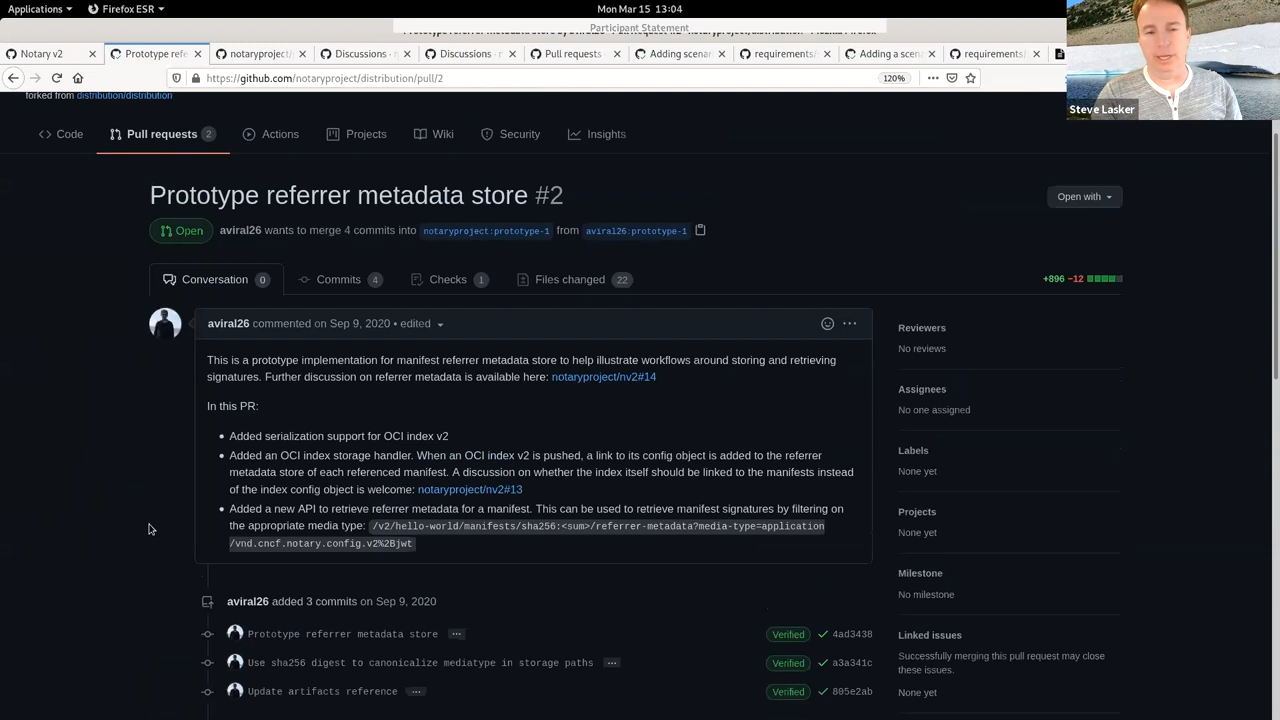 Applications Firefox ESR Mon Mar 15 13:04
Participant Statement
Notary v2 Prototype refe notaryproject/ Discussions · n Discussions · n Pull requests Adding scenar requirements/ Adding a scena requirements/
https://github.com/notaryproject/distribution/pull/2 120%
Steve Lasker
forked from distribution/distribution
Code Pull requests 2 Actions Projects Wiki Security Insights
Prototype referrer metadata store #2
Open with
Open aviral26 wants to merge 4 commits into notaryproject:prototype-1 from aviral26:prototype-1
Conversation 0 Commits 4 Checks 1 Files changed 22 +896 −12
aviral26 commented on Sep 9, 2020 • edited
This is a prototype implementation for manifest referrer metadata store to help illustrate workflows around storing and retrieving
signatures. Further discussion on referrer metadata is available here: notaryproject/nv2#14
In this PR:
• Added serialization support for OCI index v2
• Added an OCI index storage handler. When an OCI index v2 is pushed, a link to its config object is added to the referrer
metadata store of each referenced manifest. A discussion on whether the index itself should be linked to the manifests instead
of the index config object is welcome: notaryproject/nv2#13
• Added a new API to retrieve referrer metadata for a manifest. This can be used to retrieve manifest signatures by filtering on
the appropriate media type: /v2/hello-world/manifests/sha256:<sum>/referrer-metadata?media-type=application
/vnd.cncf.notary.config.v2%2Bjwt
Reviewers
No reviews
Assignees
No one assigned
Labels
None yet
Projects
None yet
Milestone
No milestone
Linked issues
Successfully merging this pull request may close
these issues.
None yet
aviral26 added 3 commits on Sep 9, 2020
Prototype referrer metadata store ... Verified 4ad3438
Use sha256 digest to canonicalize mediatype in storage paths ... Verified a3a341c
Update artifacts reference ... Verified 805e2ab